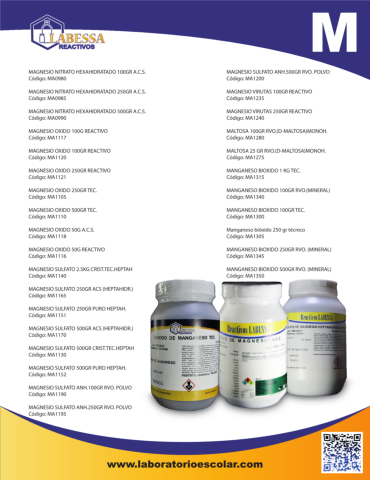 LABESSA
REACTIVOS
M
MAGNESIO NITRATO HEXAHIDRATADO 100GR A.C.S.
Código: MA0980
MAGNESIO NITRATO HEXAHIDRATADO 250GR A.C.S.
Código: MA0985
MAGNESIO NITRATO HEXAHIDRATADO 500GR A.C.S.
Código: MA0990
MAGNESIO OXIDO 100G REACTIVO
Código: MA1117
MAGNESIO OXIDO 100GR REACTIVO
Código: MA1120
MAGNESIO OXIDO 250GR REACTIVO
Código: MA1121
MAGNESIO OXIDO 250GR TEC.
Código: MA1105
MAGNESIO OXIDO 500GR TEC.
Código: MA1110
MAGNESIO OXIDO 50G A.C.S.
Código: MA1118
MAGNESIO OXIDO 50G REACTIVO
Código: MA1116
MAGNESIO SULFATO 2.5KG CRIST.TEC.HEPTAH
Código: MA1140
MAGNESIO SULFATO 250GR ACS (HEPTAHIDR.)
Código: MA1165
MAGNESIO SULFATO 250GR PURO HEPTAH.
Código: MA1151
MAGNESIO SULFATO 500GR ACS (HEPTAHIDR.)
Código: MA1170
MAGNESIO SULFATO 500GR CRIST.TEC.HEPTAH
Código: MA1130
MAGNESIO SULFATO 500GR PURO HEPTAH.
Código: MA1152
MAGNESIO SULFATO ANH.100GR RVO. POLVO
Código: MA1190
MAGNESIO SULFATO ANH.250GR RVO. POLVO
Código: MA1195
MAGNESIO SULFATO ANH.500GR RVO. POLVO
Código: MA1200
MAGNESIO VIRUTAS 100GR REACTIVO
Código: MA1235
MAGNESIO VIRUTAS 250GR REACTIVO
Código: MA1240
MALTOSA 100GR RVO.(D-MALTOSA)MONOH.
Código: MA1280
MALTOSA 25 GR RVO.(D-MALTOSA)MONOH.
Código: MA1275
MANGANESO BIOXIDO 1 KG TEC.
Código: MA1315
MANGANESO BIOXIDO 100GR RVO.(MINERAL)
Código: MA1340
MANGANESO BIOXIDO 100GR TEC.
Código: MA1300
Manganeso bióxido 250 gr técnico
Código: MA1305
MANGANESO BIOXIDO 250GR RVO. (MINERAL)
Código: MA1345
MANGANESO BIOXIDO 500GR RVO. (MINERAL)
Código: MA1350
DE MANGANESO TEC
Reactivos LABESSA
DE MAGNESIO ACS
Reactivos LABESSA
www.laboratorioescolar.com